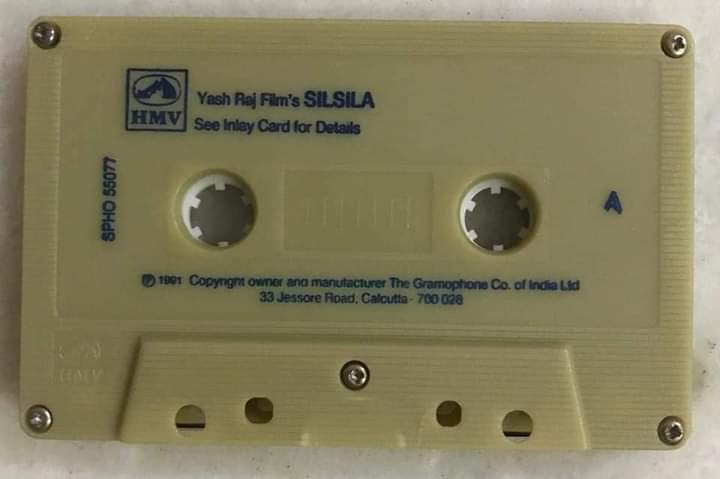 HMV
Yash Raj Film's SILSILA
See Inlay Card for Details
SPHO 55077
A
℗ 1991 Copyright owner and manufacturer The Gramophone Co. of India Ltd
33 Jessore Road, Calcutta - 700 028
HMV